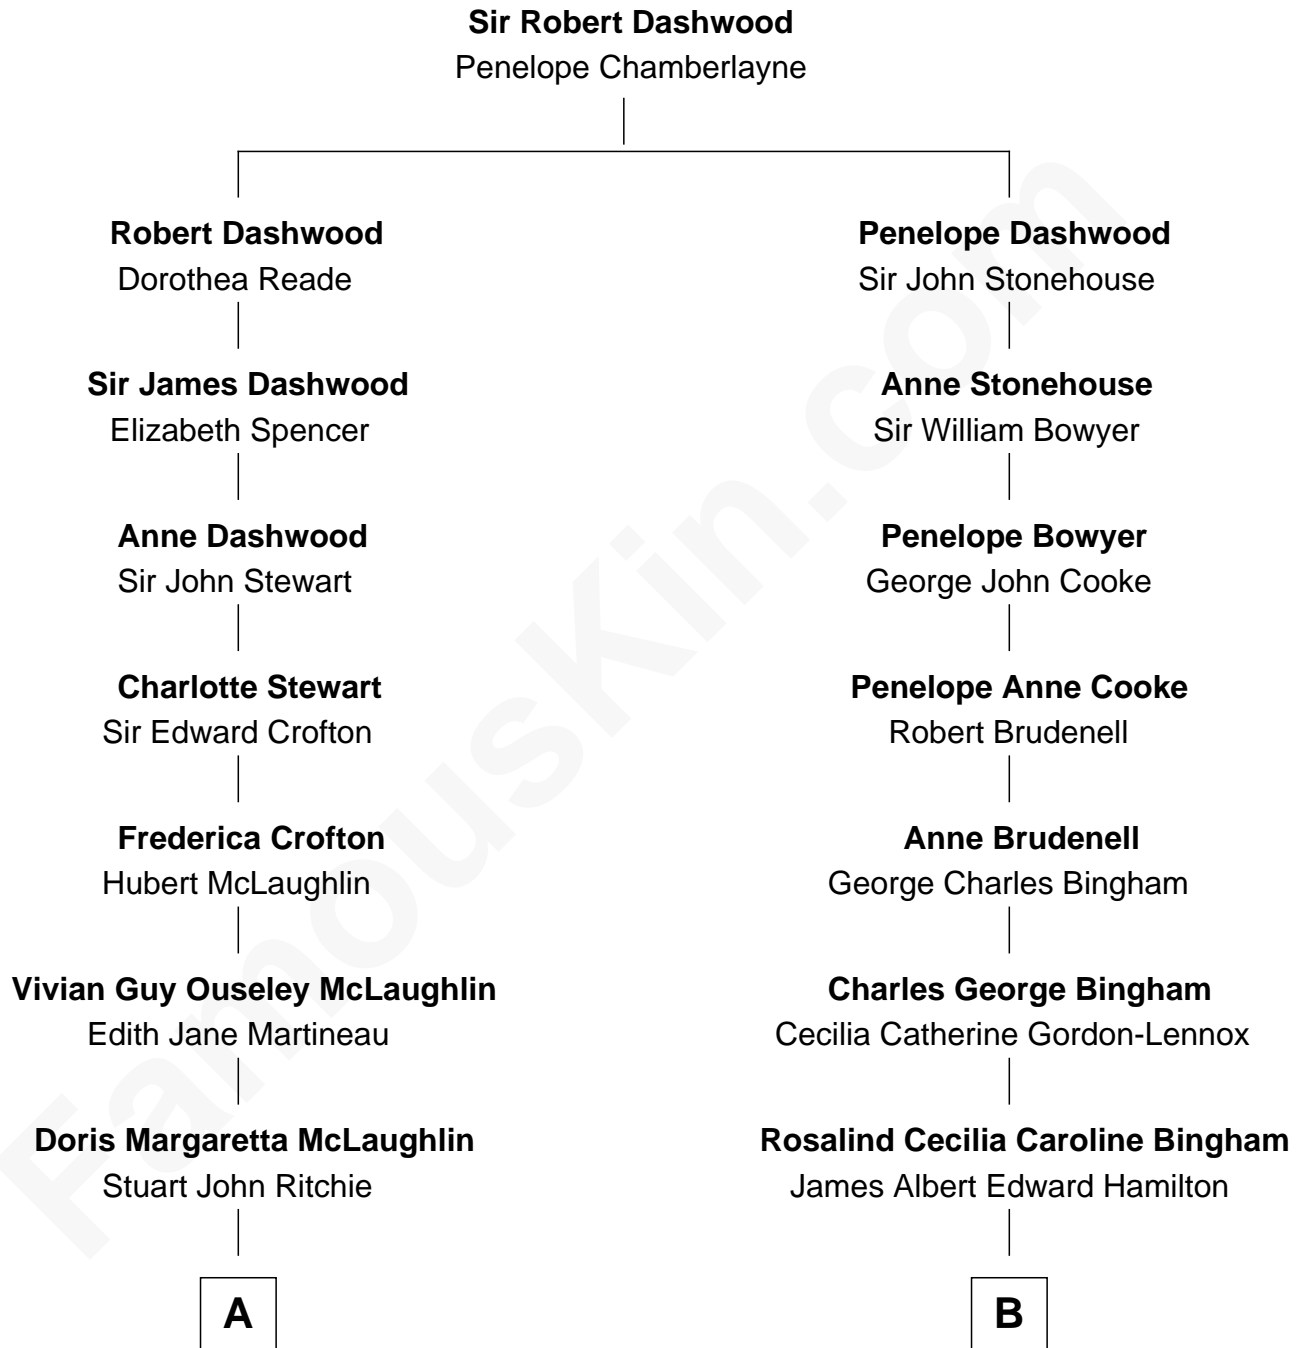 Sir Robert Dashwood
Penelope Chamberlayne
Robert Dashwood
Dorothea Reade
Sir James Dashwood
Elizabeth Spencer
Anne Dashwood
Sir John Stewart
Charlotte Stewart
Sir Edward Crofton
Frederica Crofton
Hubert McLaughlin
Vivian Guy Ouseley McLaughlin
Edith Jane Martineau
Doris Margaretta McLaughlin
Stuart John Ritchie
A
Penelope Dashwood
Sir John Stonehouse
Anne Stonehouse
Sir William Bowyer
Penelope Bowyer
George John Cooke
Penelope Anne Cooke
Robert Brudenell
Anne Brudenell
George Charles Bingham
Charles George Bingham
Cecilia Catherine Gordon-Lennox
Rosalind Cecilia Caroline Bingham
James Albert Edward Hamilton
B
FamousKin.com